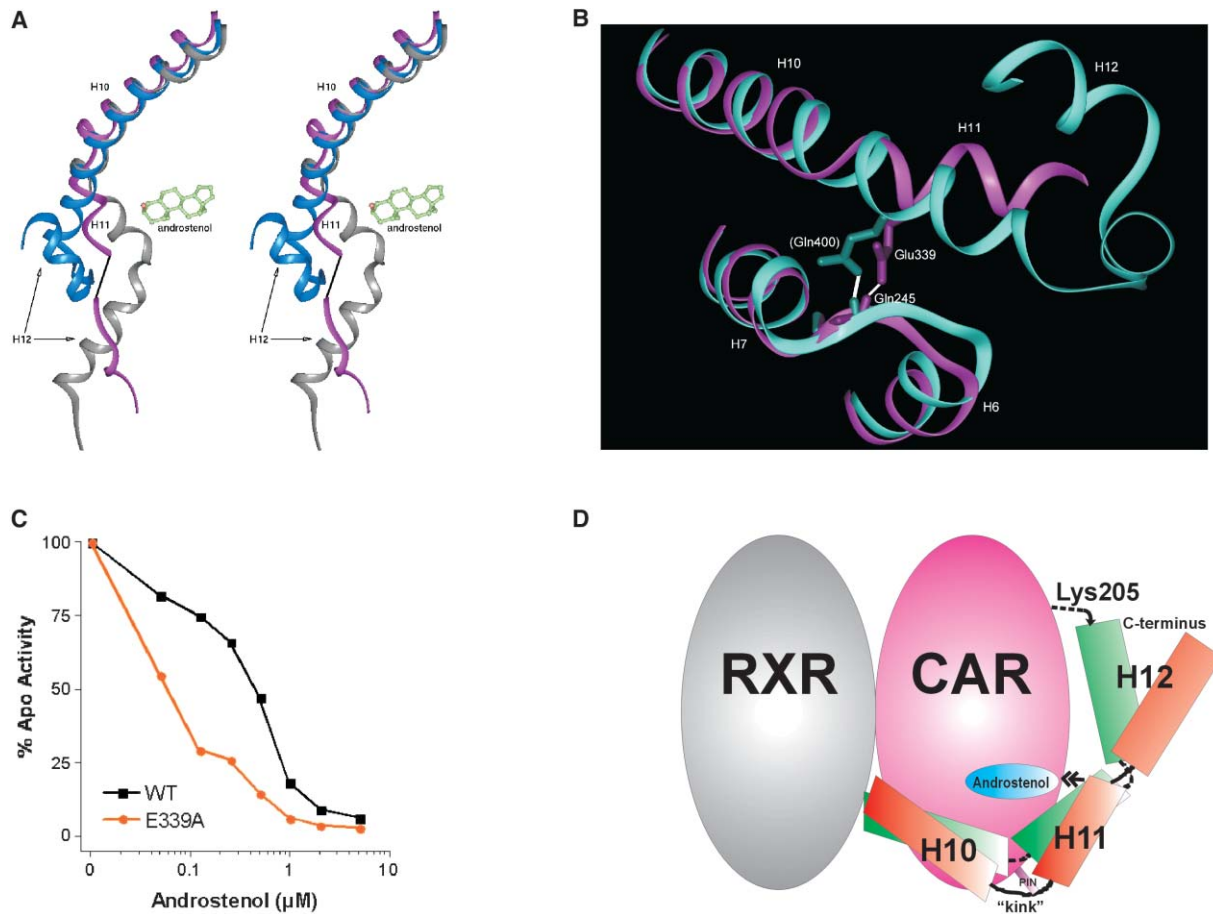 A
H10
H11
androstenol
H12
H10
H11
androstenol
H12
B
H10
H12
H11
(Gln400)
Glu339
Gln245
H7
H6
C
100
75
50
25
0
% Apo Activity
WT
E339A
0
0.1
1
10
Androstenol (µM)
D
Lys205
C-terminus
RXR
CAR
H12
Androstenol
H10
H11
PIN
"kink"